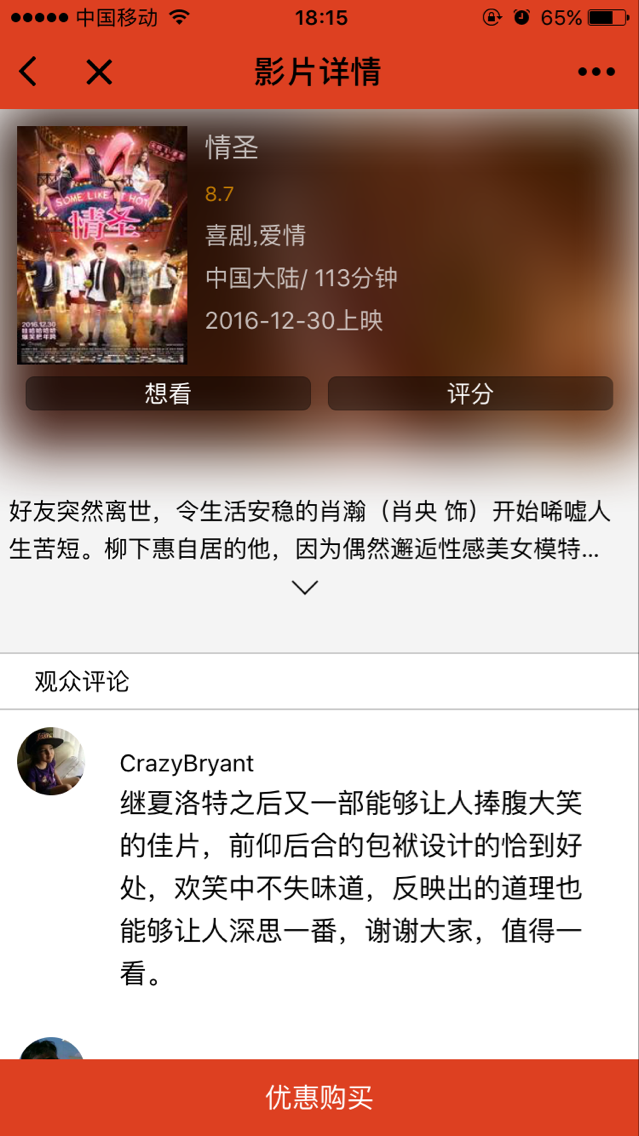 中国移动
18:15
65%
影片详情
SOME LIKE IT HOT
情圣
2016.12.30
情圣
8.7
喜剧,爱情
中国大陆/ 113分钟
2016-12-30上映
想看
评分
好友突然离世，令生活安稳的肖瀚（肖央 饰）开始唏嘘人
生苦短。柳下惠自居的他，因为偶然邂逅性感美女模特...
观众评论
CrazyBryant
继夏洛特之后又一部能够让人捧腹大笑
的佳片，前仰后合的包袱设计的恰到好
处，欢笑中不失味道，反映出的道理也
能够让人深思一番，谢谢大家，值得一
看。
优惠购买